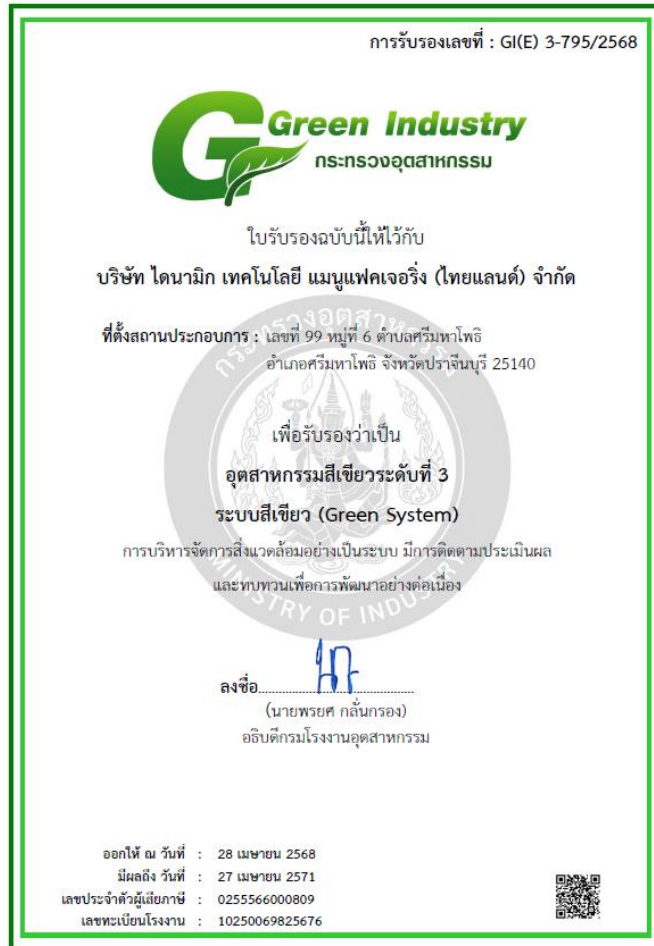 การรับรองเลขที่ : GI(E) 3-795/2568
Green Industry
กระทรวงอุตสาหกรรม
ใบรับรองฉบับนี้ให้ไว้กับ
บริษัท ไดนามิก เทคโนโลยี แมนูแฟคเจอริ่ง (ไทยแลนด์) จำกัด
ที่ตั้งสถานประกอบการ : เลขที่ 99 หมู่ที่ 6 ตำบลศรีมหาโพธิ
อำเภอศรีมหาโพธิ จังหวัดปราจีนบุรี 25140
เพื่อรับรองว่าเป็น
อุตสาหกรรมสีเขียวระดับที่ 3
ระบบสีเขียว (Green System)
การบริหารจัดการสิ่งแวดล้อมอย่างเป็นระบบ มีการติดตามประเมินผล
และทบทวนเพื่อการพัฒนาอย่างต่อเนื่อง
กระทรวงอุตสาหกรรม
MINISTRY OF INDUSTRY
ลงชื่อ
(นายพรยศ กลั่นกรอง)
อธิบดีกรมโรงงานอุตสาหกรรม
ออกให้ ณ วันที่ : 28 เมษายน 2568
มีผลถึง วันที่ : 27 เมษายน 2571
เลขประจำตัวผู้เสียภาษี : 0255566000809
เลขทะเบียนโรงงาน : 10250069825676